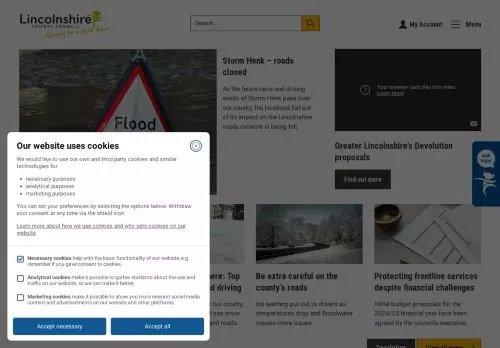 Lincolnshire
COUNTY COUNCIL
Working for a better future
Search...
My Account
Menu
Flood
Storm Henk – roads
closed
As the heavy rains and driving
winds of Storm Henk pass over
our county, the localised fall-out
of its impact on the Lincolnshire
roads network is being felt.
Your browser can't play this video.
Learn more
Greater Lincolnshire's Devolution
proposals
Find out more
Ask
Our website uses cookies
We would like to use our own and third party cookies and similar
technologies for:
necessary purposes
analytical purposes
marketing purposes
You can set your preferences by selecting the options below. Withdraw
your consent at any time via the shield icon.
Learn more about how we use cookies and who sets cookies on our
website
Necessary cookies help with the basic functionality of our website, e.g.
remember if you gave consent to cookies.
Analytical cookies make it possible to gather statistics about the use and
traffic on our website, so we can make it better.
Marketing cookies make it possible to show you more relevant social media
content and advertisements on our website and other platforms.
Accept necessary
Accept all
here: Top
d driving
our county,
l see snow
and roads.
Be extra careful on the
county's roads
Ice warning put out to drivers as
temperatures drop and floodwater
causes more issues
Protecting frontline services
despite financial challenges
Initial budget proposals for the
2024/25 financial year have
been agreed by the council's executive.
Devolution
View all news